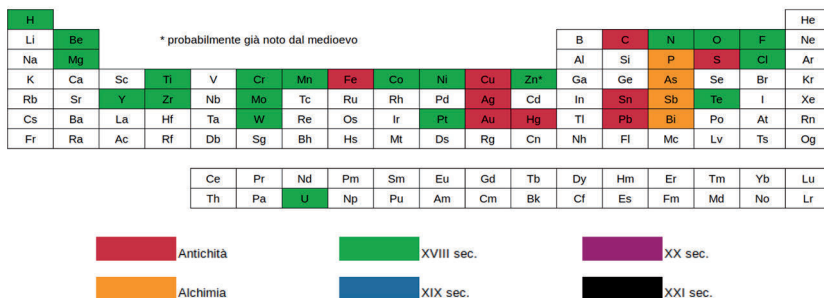 H He
Li Be * probabilmente già noto dal medioevo B C N O F Ne
Na Mg Al Si P S Cl Ar
K Ca Sc Ti V Cr Mn Fe Co Ni Cu Zn* Ga Ge As Se Br Kr
Rb Sr Y Zr Nb Mo Tc Ru Rh Pd Ag Cd In Sn Sb Te I Xe
Cs Ba La Hf Ta W Re Os Ir Pt Au Hg Tl Pb Bi Po At Rn
Fr Ra Ac Rf Db Sg Bh Hs Mt Ds Rg Cn Nh Fl Mc Lv Ts Og
Ce Pr Nd Pm Sm Eu Gd Tb Dy Hm Er Tm Yb Lu
Th Pa U Np Pu Am Cm Bk Cf Es Fm Md No Lr
Antichità XVIII sec. XX sec.
Alchimia XIX sec. XXI sec.